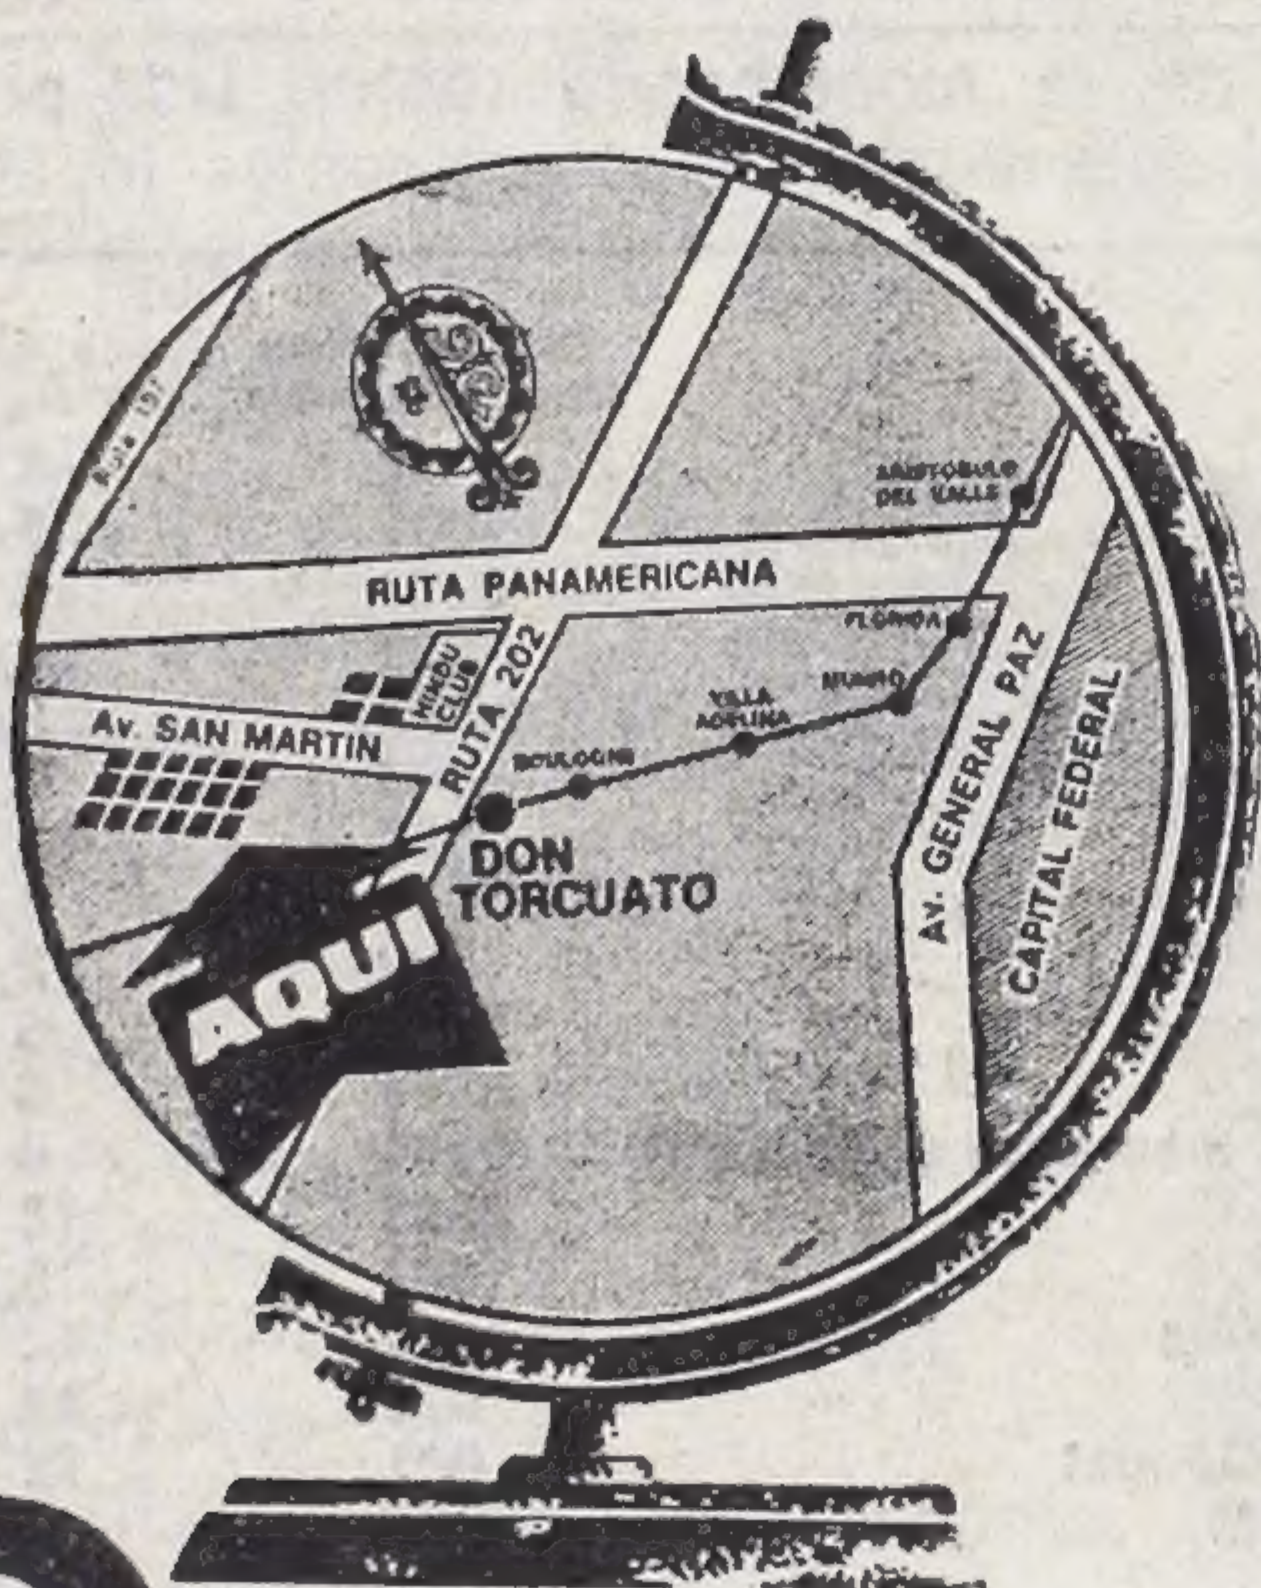 Ruta 197
ARISTOBULO
DEL VALLE
RUTA PANAMERICANA
FLORIDA
HINDU
CLUB
RUTA 202
MUNRO
VILLA
ADELINA
Av. SAN MARTIN
BOULOGNE
Av. GENERAL PAZ
CAPITAL FEDERAL
DON
TORCUATO
AQUI